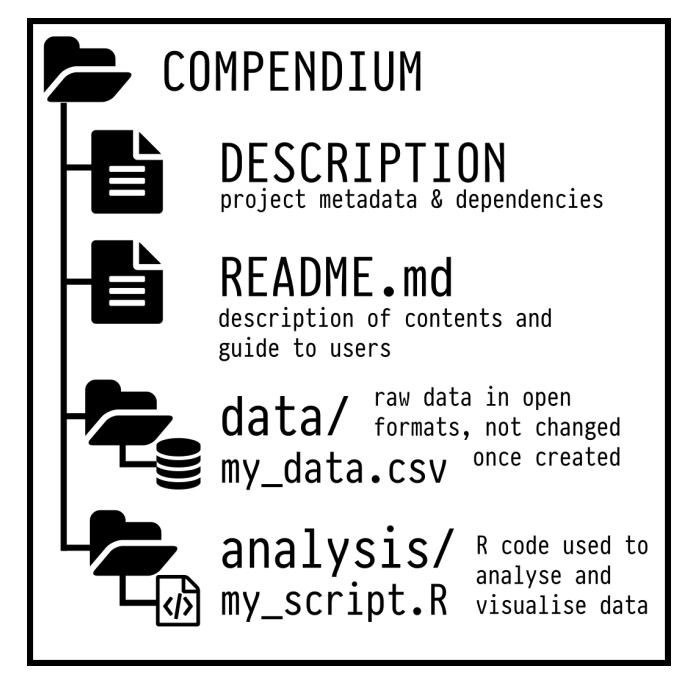 COMPENDIUM
DESCRIPTION
project metadata & dependencies
README.md
description of contents and
guide to users
data/
my_data.csv
raw data in open
formats, not changed
once created
analysis/
my_script.R
R code used to
analyse and
visualise data
</>